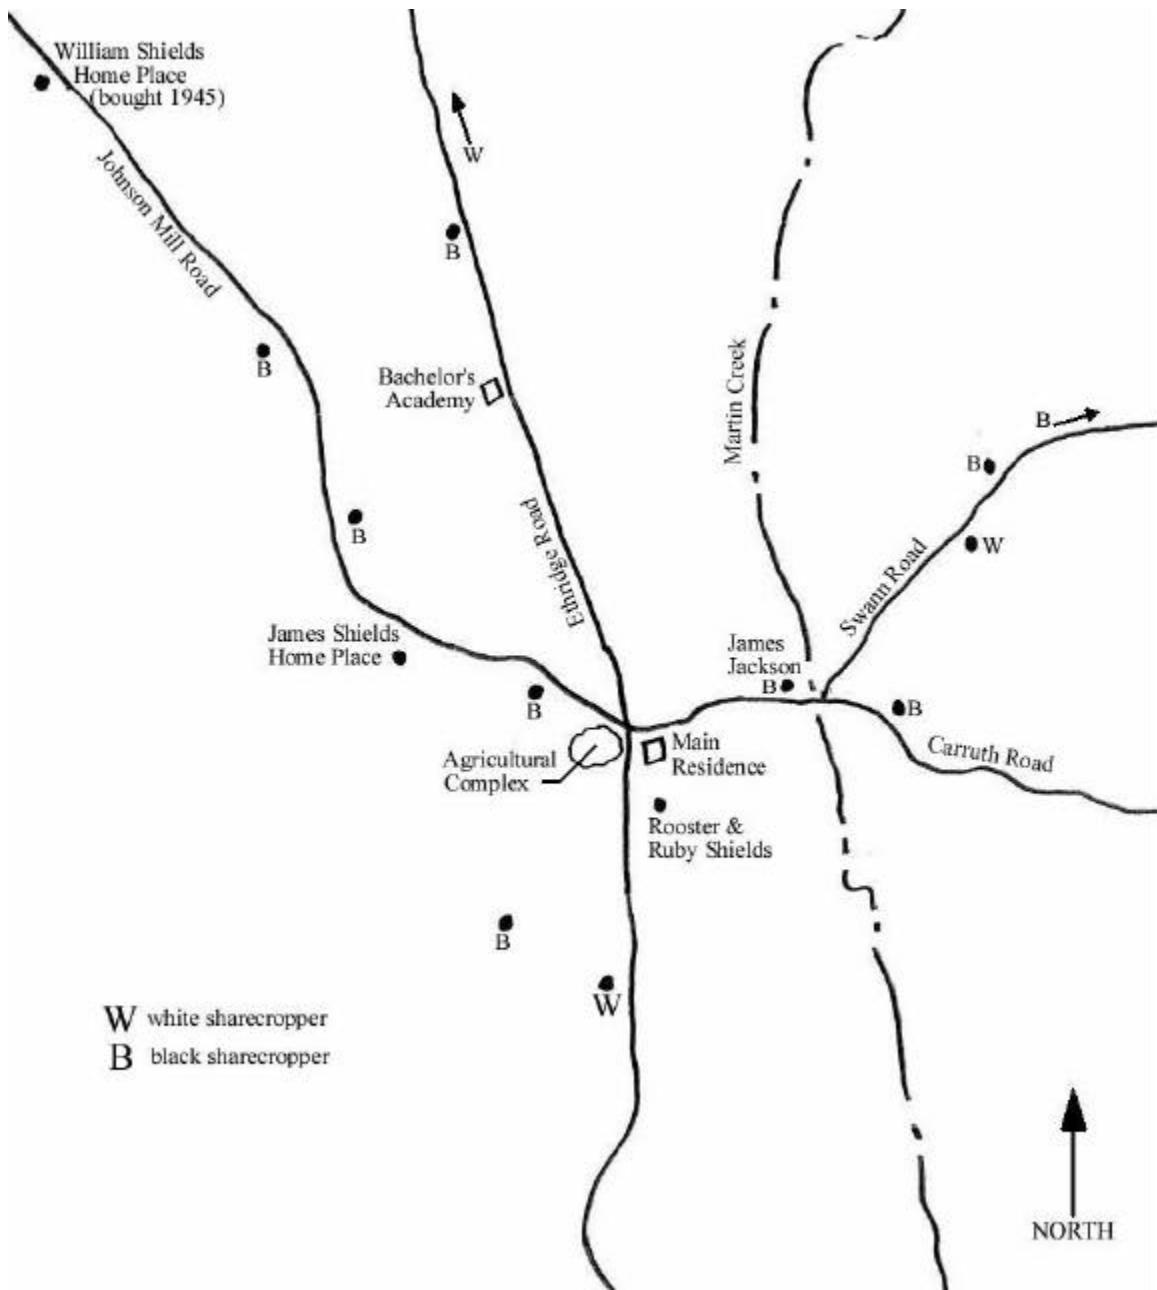 William Shields
Home Place
(bought 1945)
W
Johnson Mill Road
B
B
Bachelor's
Academy
Martin Creek
B
B
Ethridge Road
B
W
Swann Road
James Shields
Home Place
James
Jackson
B
B
B
Agricultural
Complex
Main
Residence
Carruth Road
Rooster &
Ruby Shields
B
W
W white sharecropper
B black sharecropper
NORTH